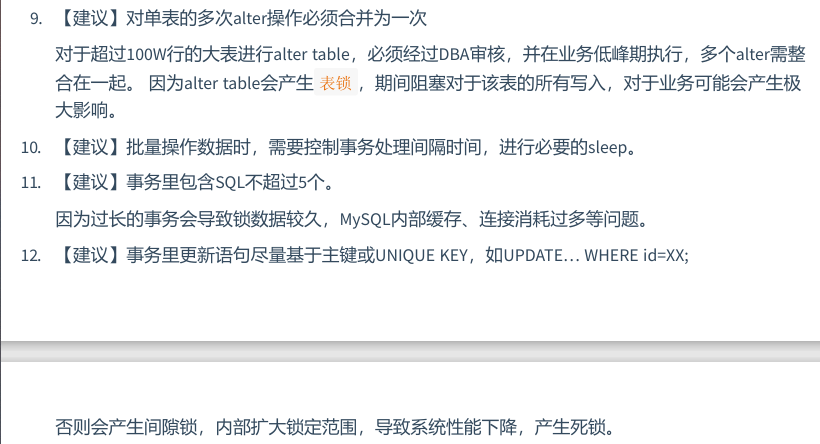 9. 【建议】对单表的多次alter操作必须合并为一次
对于超过100W行的大表进行alter table，必须经过DBA审核，并在业务低峰期执行，多个alter需整
合在一起。 因为alter table会产生 表锁 ，期间阻塞对于该表的所有写入，对于业务可能会产生极
大影响。
10. 【建议】批量操作数据时，需要控制事务处理间隔时间，进行必要的sleep。
11. 【建议】事务里包含SQL不超过5个。
因为过长的事务会导致锁数据较久，MySQL内部缓存、连接消耗过多等问题。
12. 【建议】事务里更新语句尽量基于主键或UNIQUE KEY，如UPDATE… WHERE id=XX;
否则会产生间隙锁，内部扩大锁定范围，导致系统性能下降，产生死锁。